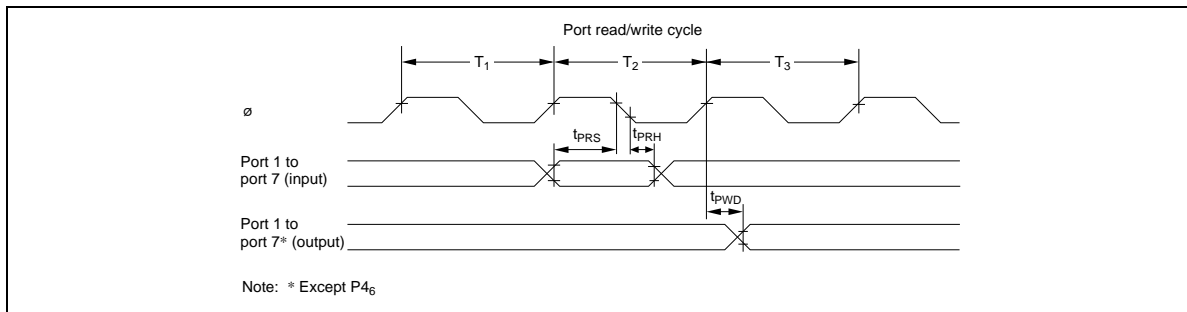 Port read/write cycle
T₁ T₂ T₃
ø
tPRS tPRH
Port 1 to
port 7 (input)
tPWD
Port 1 to
port 7* (output)
Note: * Except P4₆